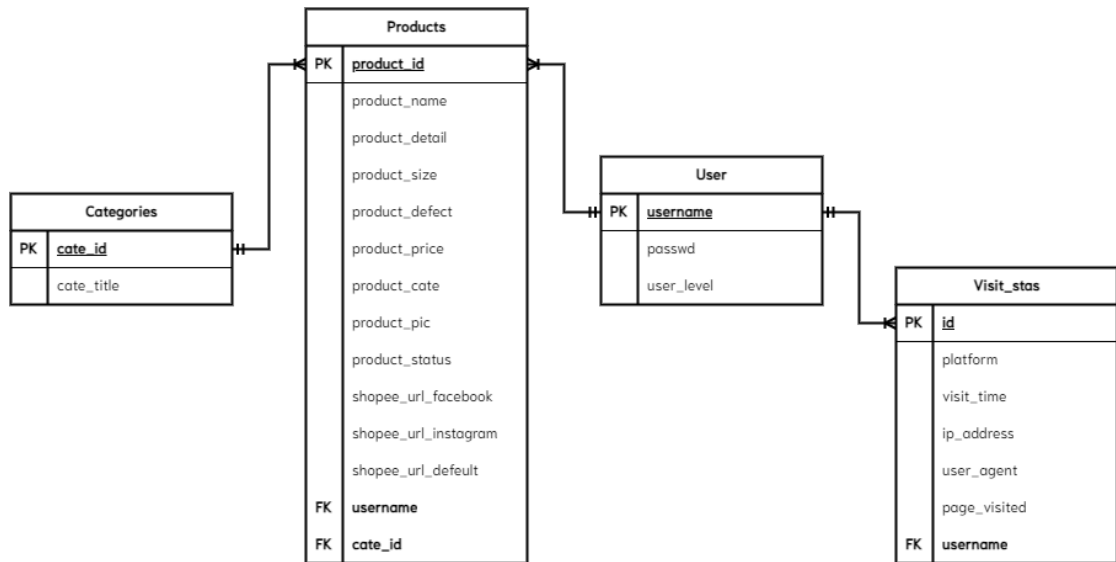 Products
PK product_id
product_name
product_detail
product_size
product_defect
product_price
product_cate
product_pic
product_status
shopee_url_facebook
shopee_url_instagram
shopee_url_defeult
FK username
FK cate_id
Categories
PK cate_id
cate_title
User
PK username
passwd
user_level
Visit_stas
PK id
platform
visit_time
ip_address
user_agent
page_visited
FK username